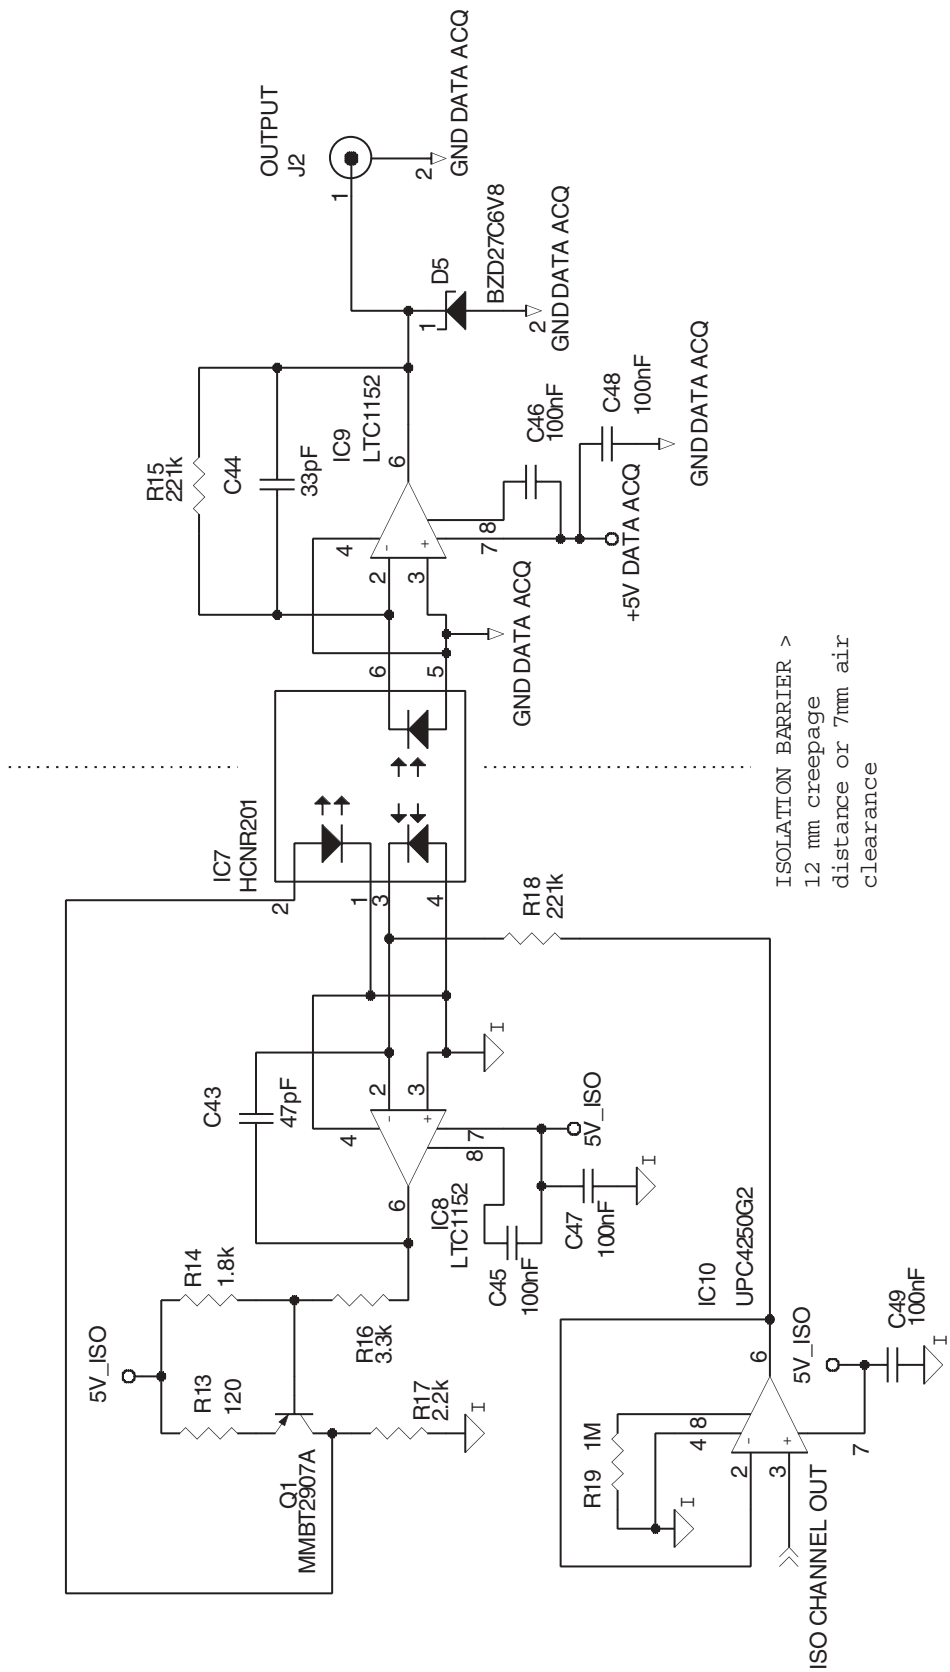 5V_ISO
R13
120
R14
1.8k
Q1
MMBT2907A
R16
3.3k
R17
2.2k
I
C43
47pF
6
4
2
3
-
+
IC8
LTC1152
8
7
C45
100nF
5V_ISO
C47
100nF
I
I
IC7
HCNR201
2
1
3
4
6
5
R18
221k
R15
221k
C44
33pF
IC9
LTC1152
4
2
3
-
+
6
8
7
C46
100nF
C48
100nF
+5V DATA ACQ
GND DATA ACQ
GND DATA ACQ
OUTPUT
J2
1
2
GND DATA ACQ
D5
1
BZD27C6V8
2
GND DATA ACQ
ISOLATION BARRIER >
12 mm creepage
distance or 7mm air
clearance
IC10
UPC4250G2
R19 1M
4
8
2
3
-
+
6
7
I
5V_ISO
C49
100nF
I
ISO CHANNEL OUT